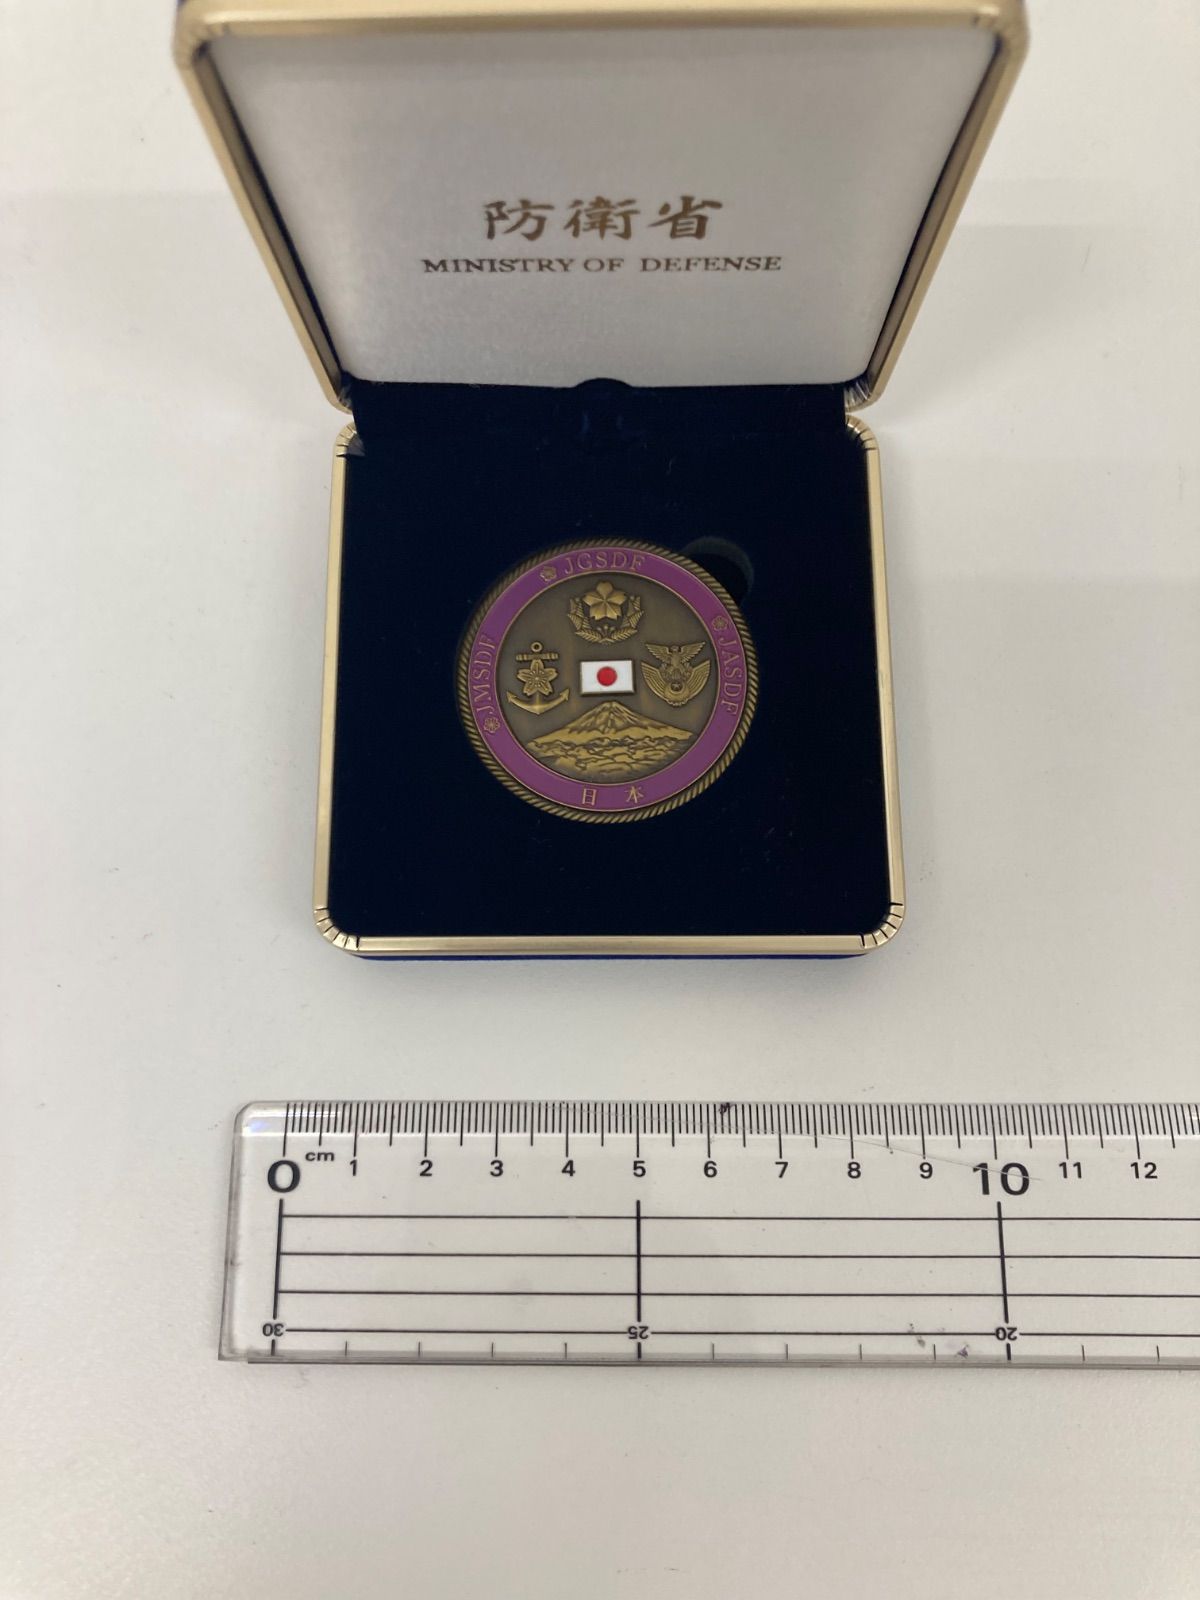 防衛省
MINISTRY OF DEFENSE
JGSDF
JMSDF
JASDF
日本
0 cm 1 2 3 4 5 6 7 8 9 10 11 12
30 25 20